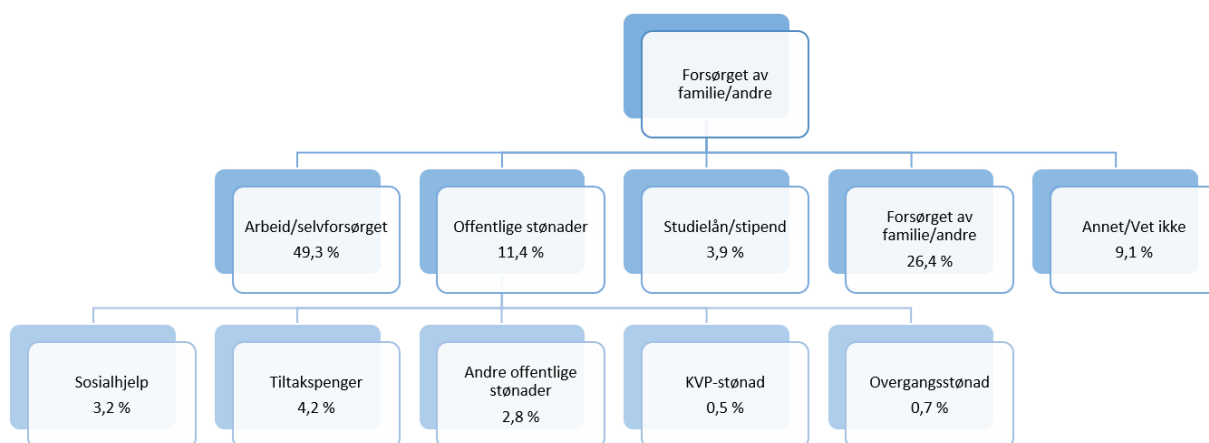 Forsørget av
familie/andre
Arbeid/selvforsørget
49,3 %
Offentlige stønader
11,4 %
Studielån/stipend
3,9 %
Forsørget av
familie/andre
26,4 %
Annet/Vet ikke
9,1 %
Sosialhjelp
3,2 %
Tiltakspenger
4,2 %
Andre offentlige
stønader
2,8 %
KVP-stønad
0,5 %
Overgangsstønad
0,7 %